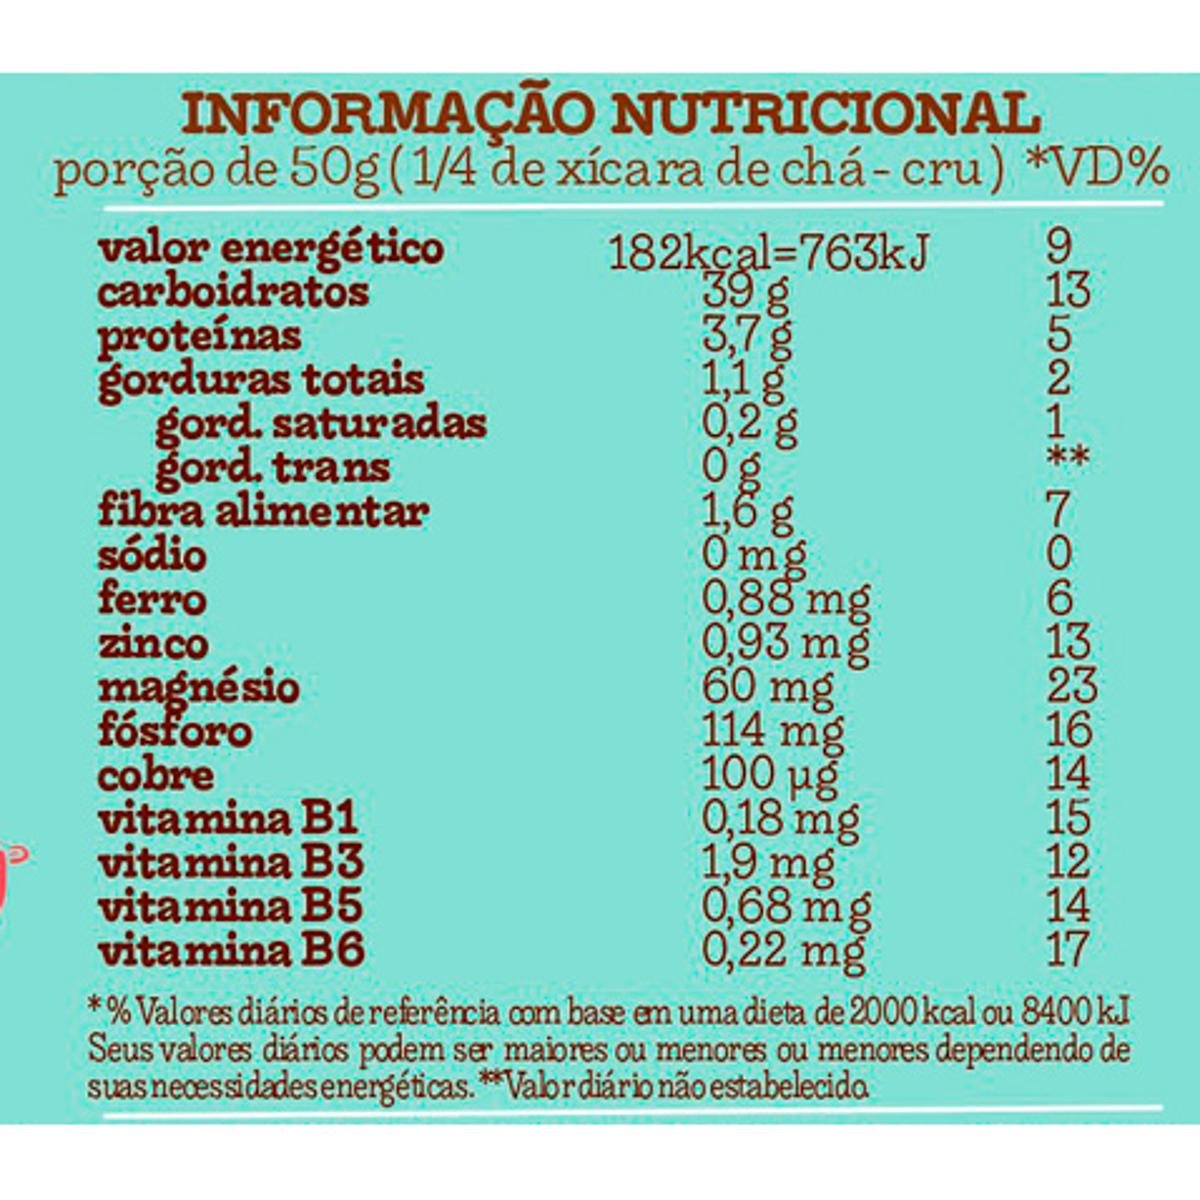 INFORMAÇÃO NUTRICIONAL
porção de 50g (1/4 de xícara de chá - cru) *VD%
valor energético 182kcal=763kJ 9
carboidratos 39 g 13
proteínas 3,7 g 5
gorduras totais 1,1 g 2
gord. saturadas 0,2 g 1
gord. trans 0 g **
fibra alimentar 1,6 g 7
sódio 0 mg 0
ferro 0,88 mg 6
zinco 0,93 mg 13
magnésio 60 mg 23
fósforo 114 mg 16
cobre 100 µg 14
vitamina B1 0,18 mg 15
vitamina B3 1,9 mg 12
vitamina B5 0,68 mg 14
vitamina B6 0,22 mg 17
*% Valores diários de referência com base em uma dieta de 2000 kcal ou 8400 kJ
Seus valores diários podem ser maiores ou menores ou menores dependendo de
suas necessidades energéticas. **Valor diário não estabelecido.